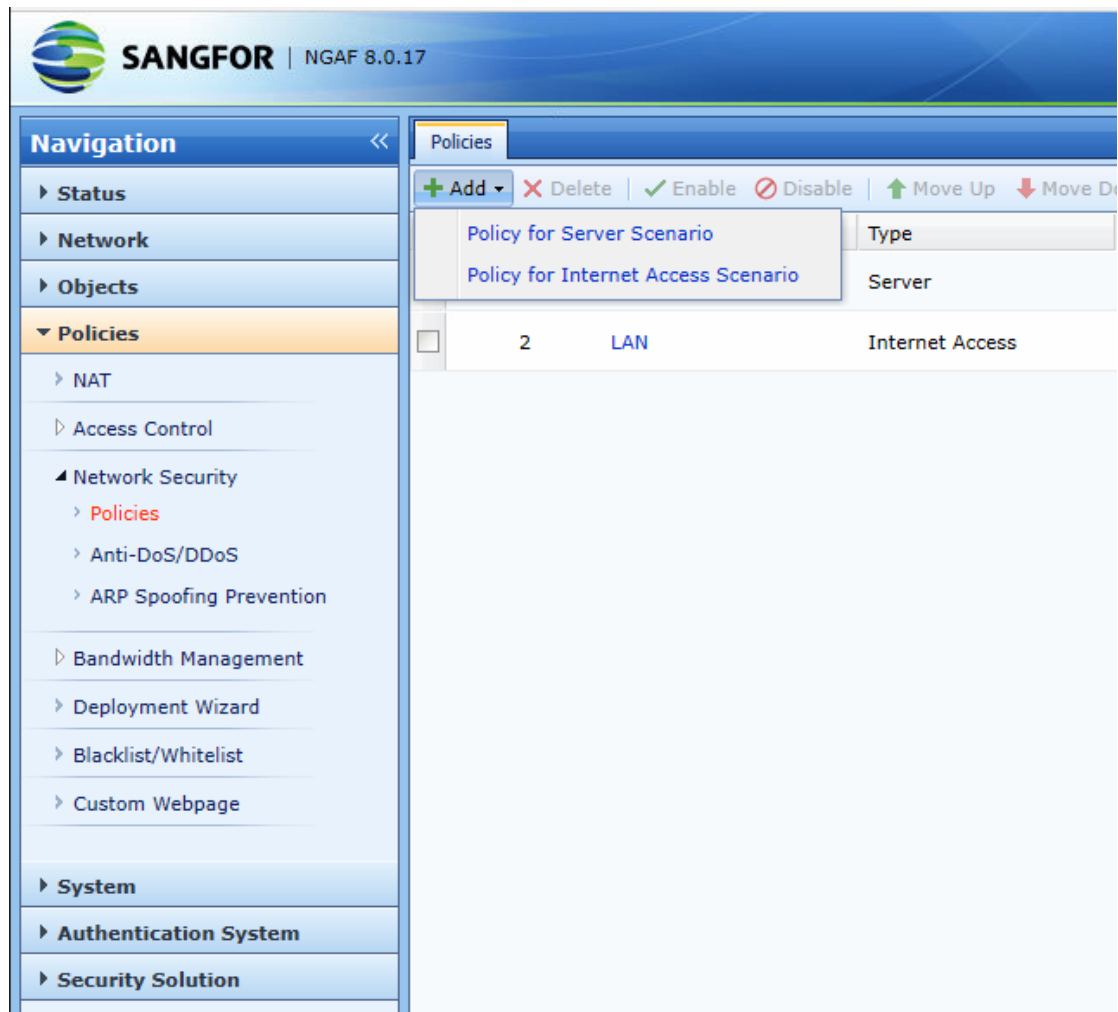 SANGFOR | NGAF 8.0.17
Navigation «
Status
Network
Objects
Policies
NAT
Access Control
Network Security
Policies
Anti-DoS/DDoS
ARP Spoofing Prevention
Bandwidth Management
Deployment Wizard
Blacklist/Whitelist
Custom Webpage
System
Authentication System
Security Solution
Policies
Add Delete | Enable Disable | Move Up Move
Policy for Server Scenario
Policy for Internet Access Scenario
Type
Server
2 LAN Internet Access